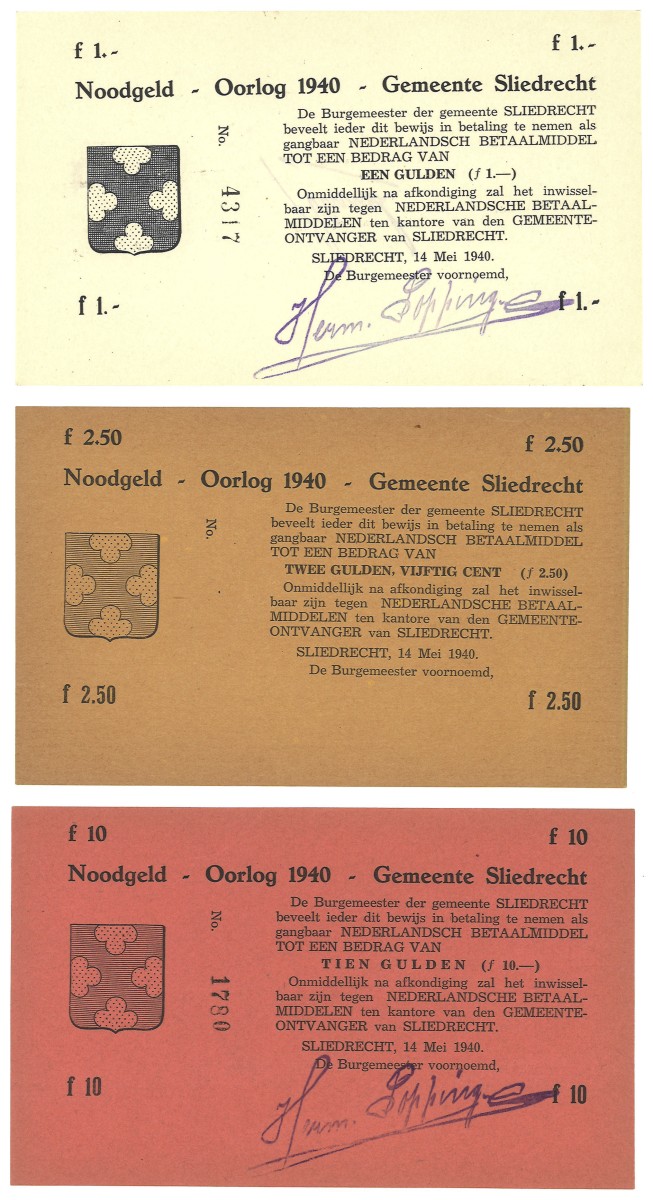 f 1.- f 1.-
Noodgeld - Oorlog 1940 - Gemeente Sliedrecht
De Burgemeester der gemeente SLIEDRECHT
beveelt ieder dit bewijs in betaling te nemen als
gangbaar NEDERLANDSCH BETAALMIDDEL
TOT EEN BEDRAG VAN
EEN GULDEN (ƒ 1.—)
Onmiddellijk na afkondiging zal het inwissel-
baar zijn tegen NEDERLANDSCHE BETAAL-
MIDDELEN ten kantore van den GEMEENTE-
ONTVANGER van SLIEDRECHT.
SLIEDRECHT, 14 Mei 1940.
De Burgemeester voornoemd,
No. 4317
Herm. Popping
f 1.- f 1.-
f 2.50 f 2.50
Noodgeld - Oorlog 1940 - Gemeente Sliedrecht
De Burgemeester der gemeente SLIEDRECHT
beveelt ieder dit bewijs in betaling te nemen als
gangbaar NEDERLANDSCH BETAALMIDDEL
TOT EEN BEDRAG VAN
TWEE GULDEN, VIJFTIG CENT (ƒ 2.50)
Onmiddellijk na afkondiging zal het inwissel-
baar zijn tegen NEDERLANDSCHE BETAAL-
MIDDELEN ten kantore van den GEMEENTE-
ONTVANGER van SLIEDRECHT.
SLIEDRECHT, 14 Mei 1940.
De Burgemeester voornoemd,
No.
f 2.50 f 2.50
f 10 f 10
Noodgeld - Oorlog 1940 - Gemeente Sliedrecht
De Burgemeester der gemeente SLIEDRECHT
beveelt ieder dit bewijs in betaling te nemen als
gangbaar NEDERLANDSCH BETAALMIDDEL
TOT EEN BEDRAG VAN
TIEN GULDEN (ƒ 10.—)
Onmiddellijk na afkondiging zal het inwissel-
baar zijn tegen NEDERLANDSCHE BETAAL-
MIDDELEN ten kantore van den GEMEENTE-
ONTVANGER van SLIEDRECHT.
SLIEDRECHT, 14 Mei 1940.
De Burgemeester voornoemd,
No. 1780
Herm. Popping
f 10 f 10